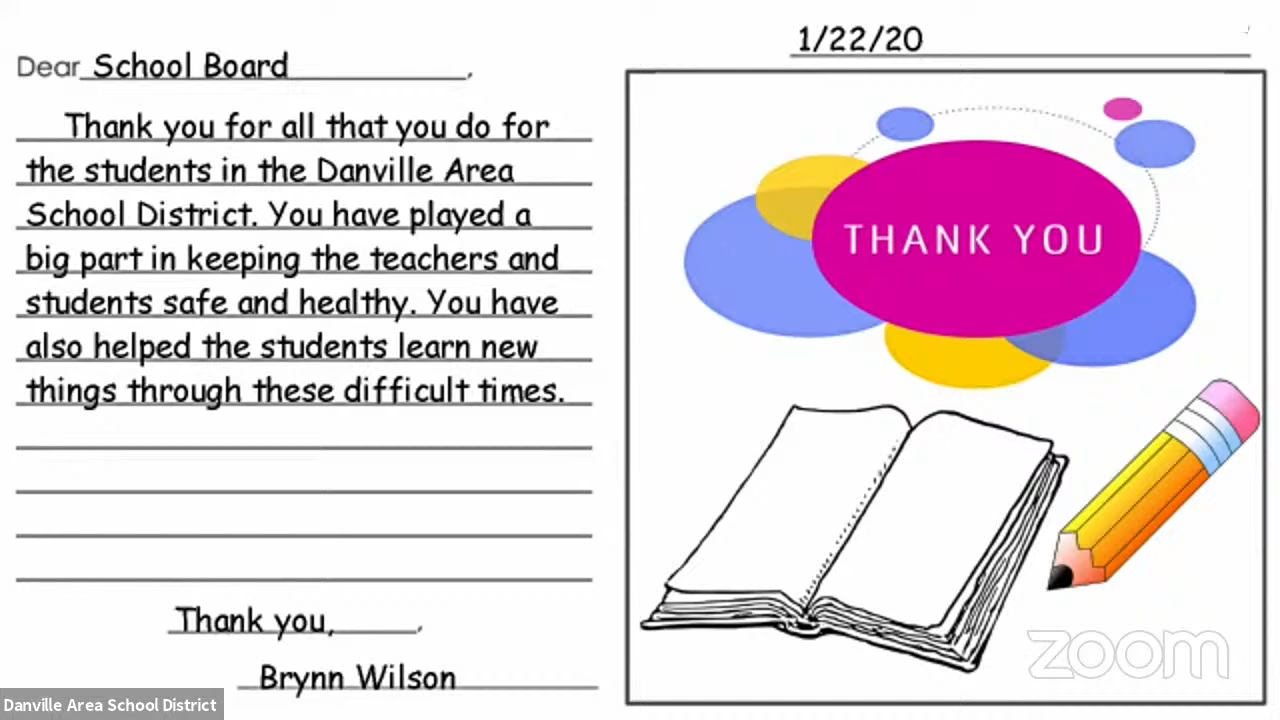 1/22/20
Dear School Board,
Thank you for all that you do for
the students in the Danville Area
School District. You have played a
big part in keeping the teachers and
students safe and healthy. You have
also helped the students learn new
things through these difficult times.
Thank you, ,
Brynn Wilson
THANK YOU
zoom
Danville Area School District